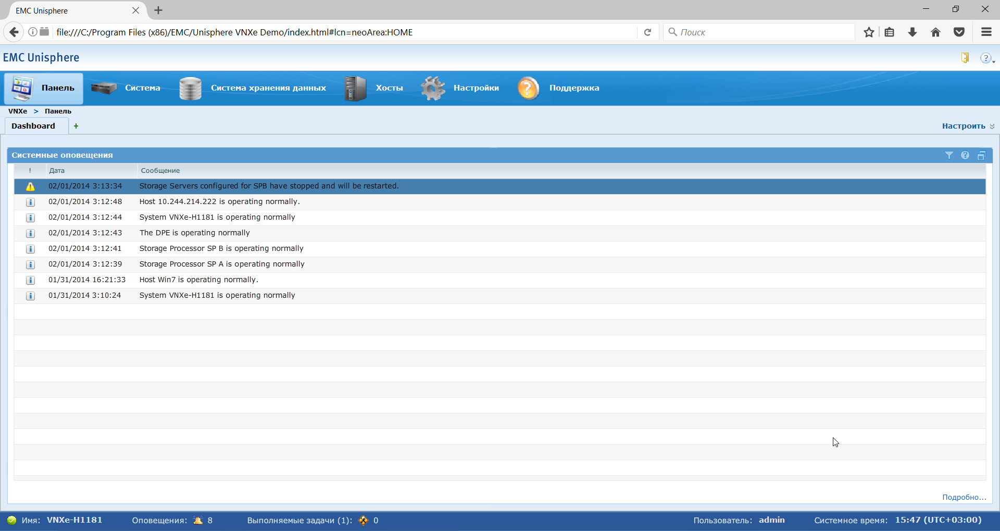 EMC Unisphere
file:///C:/Program Files (x86)/EMC/Unisphere VNXe Demo/index.html#lcn=neoArea:HOME
Поиск
EMC Unisphere
Панель
Система
Система хранения данных
Хосты
Настройки
Поддержка
VNXe > Панель
Dashboard +
Настроить
Системные оповещения
! Дата Сообщение
02/01/2014 3:13:34 Storage Servers configured for SPB have stopped and will be restarted.
02/01/2014 3:12:48 Host 10.244.214.222 is operating normally.
02/01/2014 3:12:44 System VNXe-H1181 is operating normally
02/01/2014 3:12:43 The DPE is operating normally
02/01/2014 3:12:41 Storage Processor SP B is operating normally
02/01/2014 3:12:39 Storage Processor SP A is operating normally
01/31/2014 16:21:33 Host Win7 is operating normally.
01/31/2014 3:10:24 System VNXe-H1181 is operating normally
Подробно...
Имя: VNXe-H1181 Оповещения: 8 Выполняемые задачи (1): 0 Пользователь: admin Системное время: 15:47 (UTC+03:00)